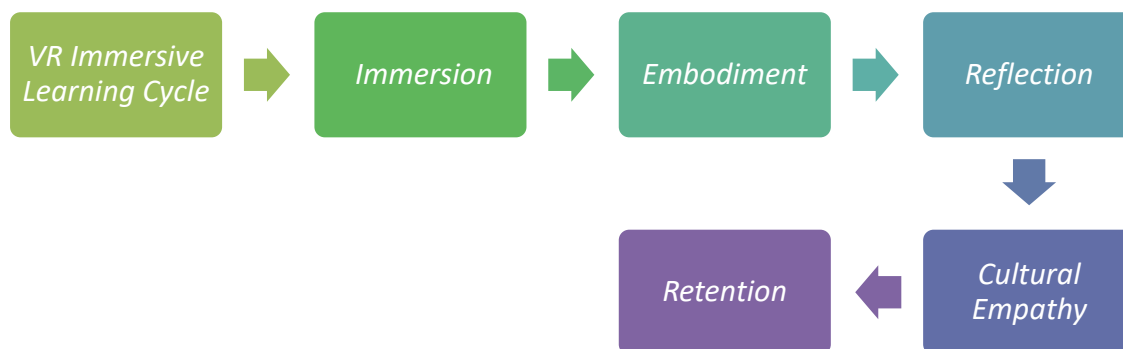 VR Immersive
Learning Cycle
Immersion
Embodiment
Reflection
Cultural
Empathy
Retention